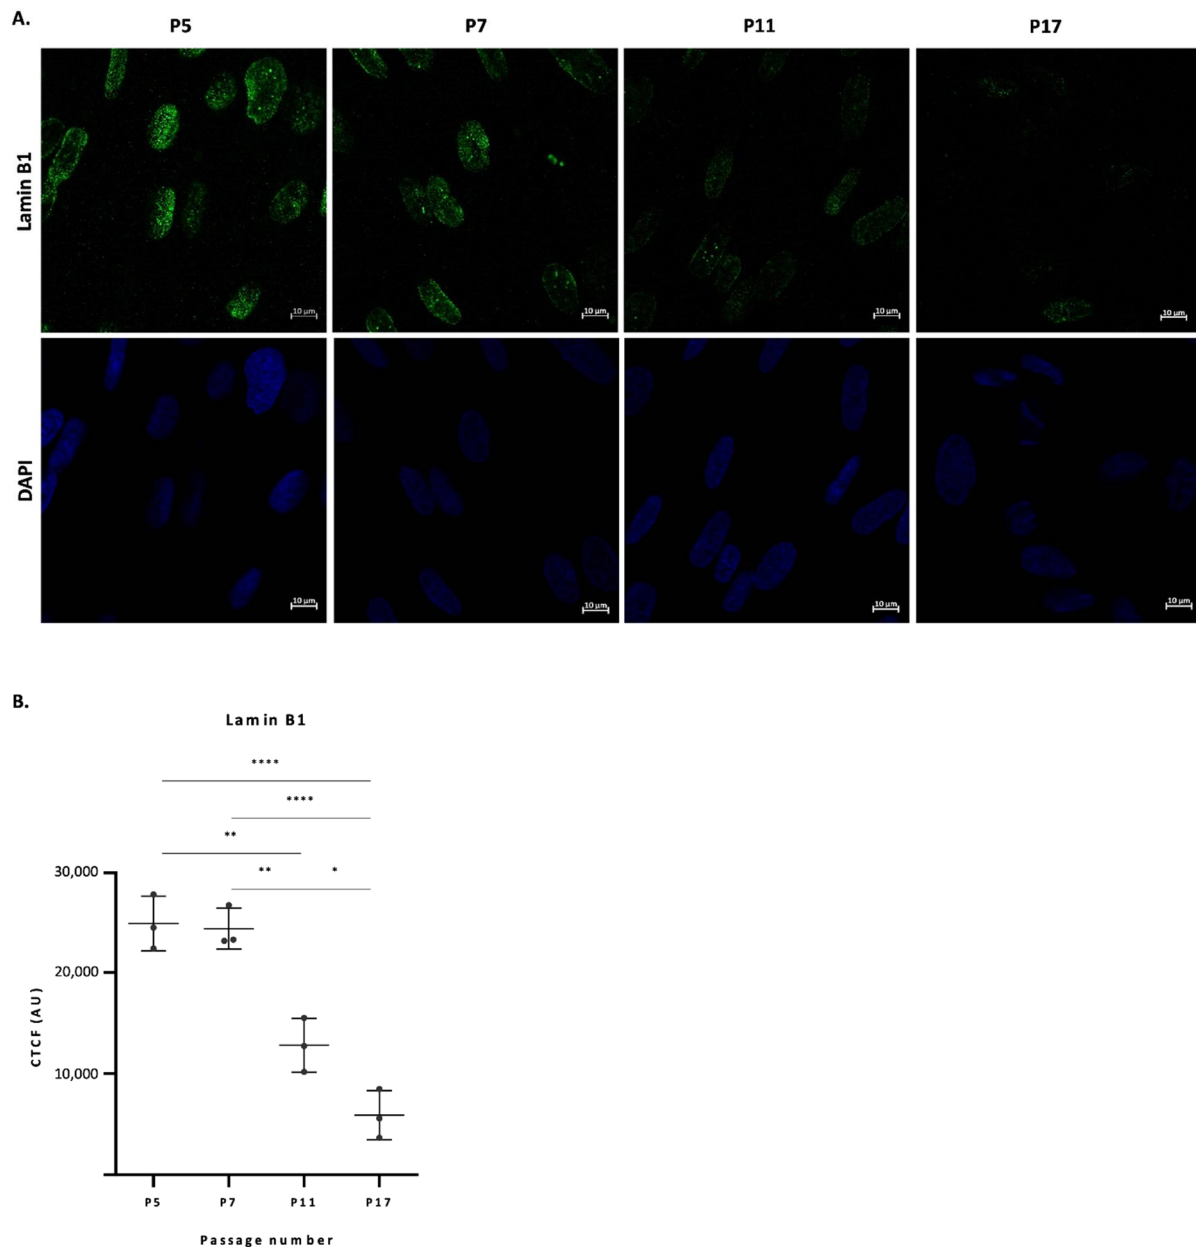 A.
P5 P7 P11 P17
Lamin B1
10 µm 10 µm 10 µm 10 µm
DAPI
10 µm 10 µm 10 µm 10 µm
B.
Lamin B1
****
****
**
** *
30,000
20,000
10,000
CTCF (AU)
P5 P7 P11 P17
Passage number